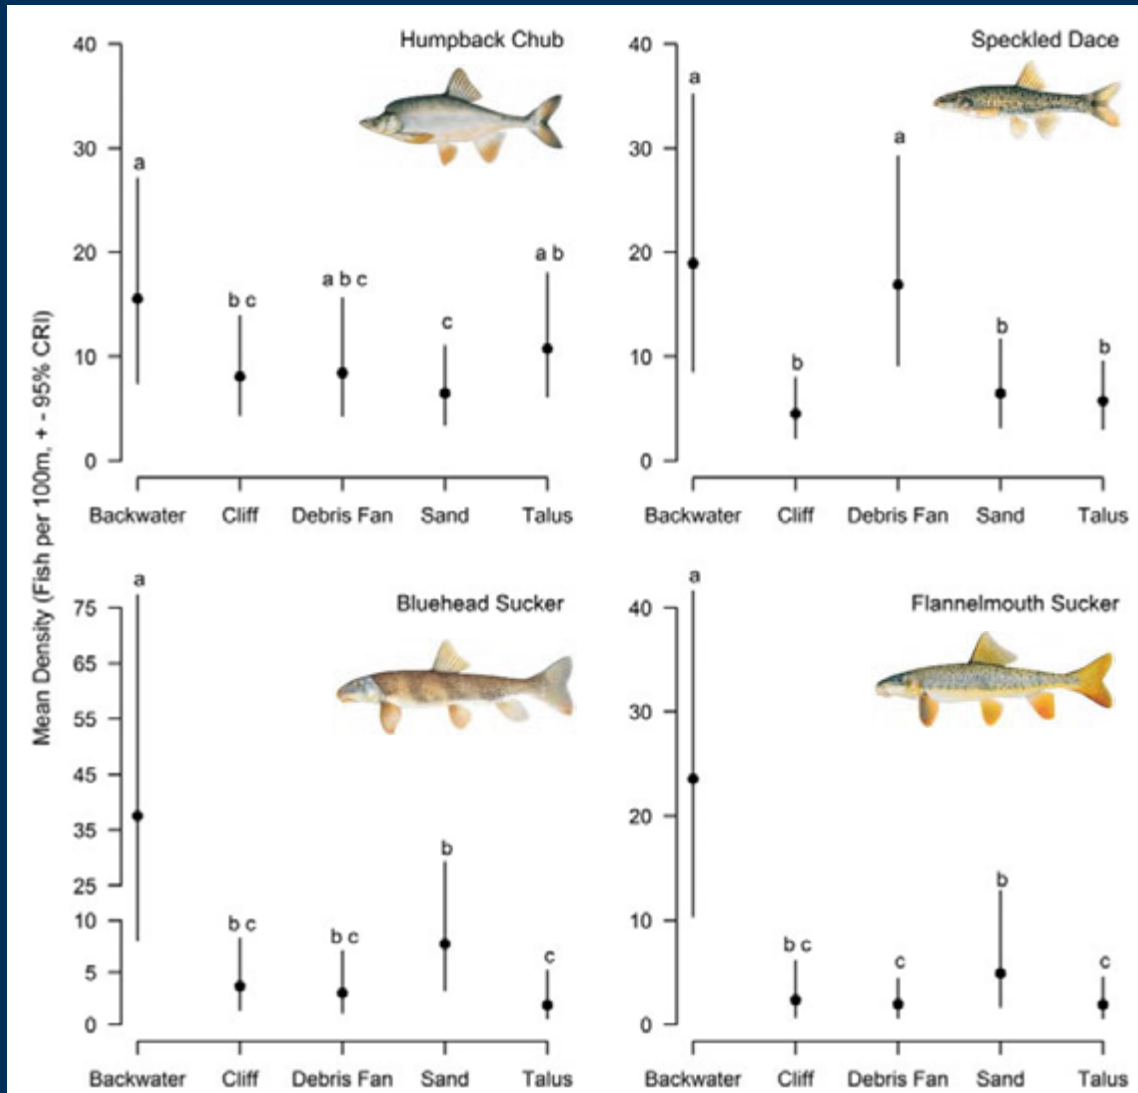 Mean Density (Fish per 100m, + - 95% CRI)
Humpback Chub
40
30
20
10
0
a
b c
a b c
c
a b
Backwater Cliff Debris Fan Sand Talus
Speckled Dace
40
30
20
10
0
a
b
a
b
b
Backwater Cliff Debris Fan Sand Talus
Bluehead Sucker
75
65
55
45
35
25
10
5
0
a
b c
b c
b
c
Backwater Cliff Debris Fan Sand Talus
Flannelmouth Sucker
40
30
20
10
0
a
b c
c
b
c
Backwater Cliff Debris Fan Sand Talus